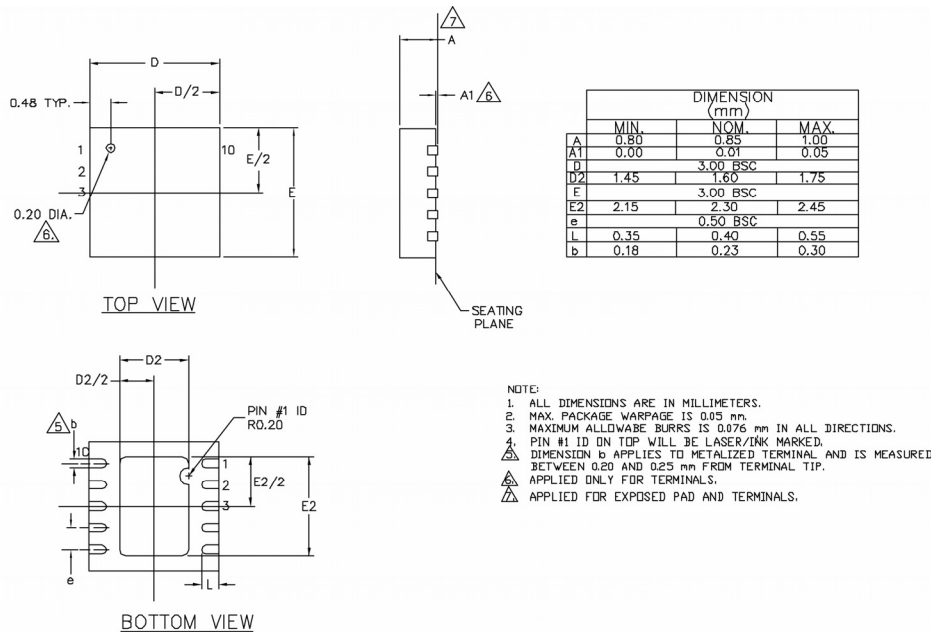 7
A
D
D/2
0.48 TYP.
A1 6
1
10
2
3
E/2
E
0.20 DIA.
6.
TOP VIEW
SEATING
PLANE
DIMENSION
(mm)
MIN. NOM. MAX.
A 0.80 0.85 1.00
A1 0.00 0.01 0.05
D 3.00 BSC
D2 1.45 1.60 1.75
E 3.00 BSC
E2 2.15 2.30 2.45
e 0.50 BSC
L 0.35 0.40 0.55
b 0.18 0.23 0.30
D2
D2/2
PIN #1 ID
R0.20
5 b
10
1
2
3
E2/2
E2
e
L
BOTTOM VIEW
NOTE:
1. ALL DIMENSIONS ARE IN MILLIMETERS.
2. MAX. PACKAGE WARPAGE IS 0.05 mm.
3. MAXIMUM ALLOWABE BURRS IS 0.076 mm IN ALL DIRECTIONS.
4. PIN #1 ID ON TOP WILL BE LASER/INK MARKED.
5. DIMENSION b APPLIES TO METALIZED TERMINAL AND IS MEASURED
BETWEEN 0.20 AND 0.25 mm FROM TERMINAL TIP.
6. APPLIED ONLY FOR TERMINALS.
7. APPLIED FOR EXPOSED PAD AND TERMINALS.